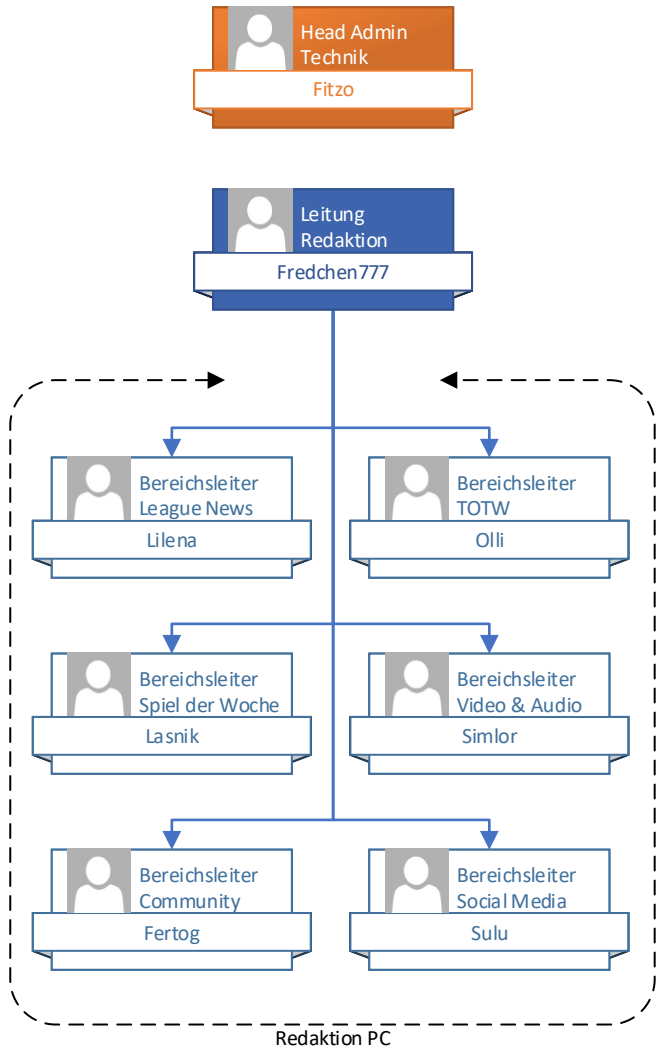 Head Admin
Technik
Fitzo
Leitung
Redaktion
Fredchen777
Bereichsleiter
League News
Lilena
Bereichsleiter
TOTW
Olli
Bereichsleiter
Spiel der Woche
Lasnik
Bereichsleiter
Video & Audio
Simlor
Bereichsleiter
Community
Fertog
Bereichsleiter
Social Media
Sulu
Redaktion PC